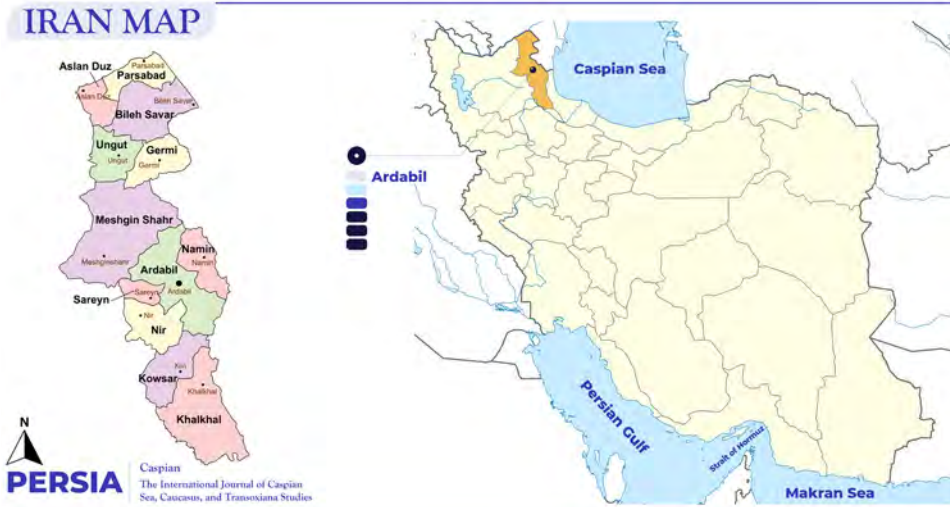 IRAN MAP
Aslan Duz
Parsabad
Parsabad
Aslan Duz
Bileh Savar
Bileh Savar
Ungut
Ungut
Germi
Germi
Meshgin Shahr
Meshginshahr
Namin
Namin
Ardabil
Ardabil
Sareyn
Sareyn
Nir
Nir
Kowsar
Khalkhal
Khalkhal
N
PERSIA
Caspian
The International Journal of Caspian
Sea, Caucasus, and Transoxiana Studies
Ardabil
Caspian Sea
Persian Gulf
Strait of Hormuz
Makran Sea